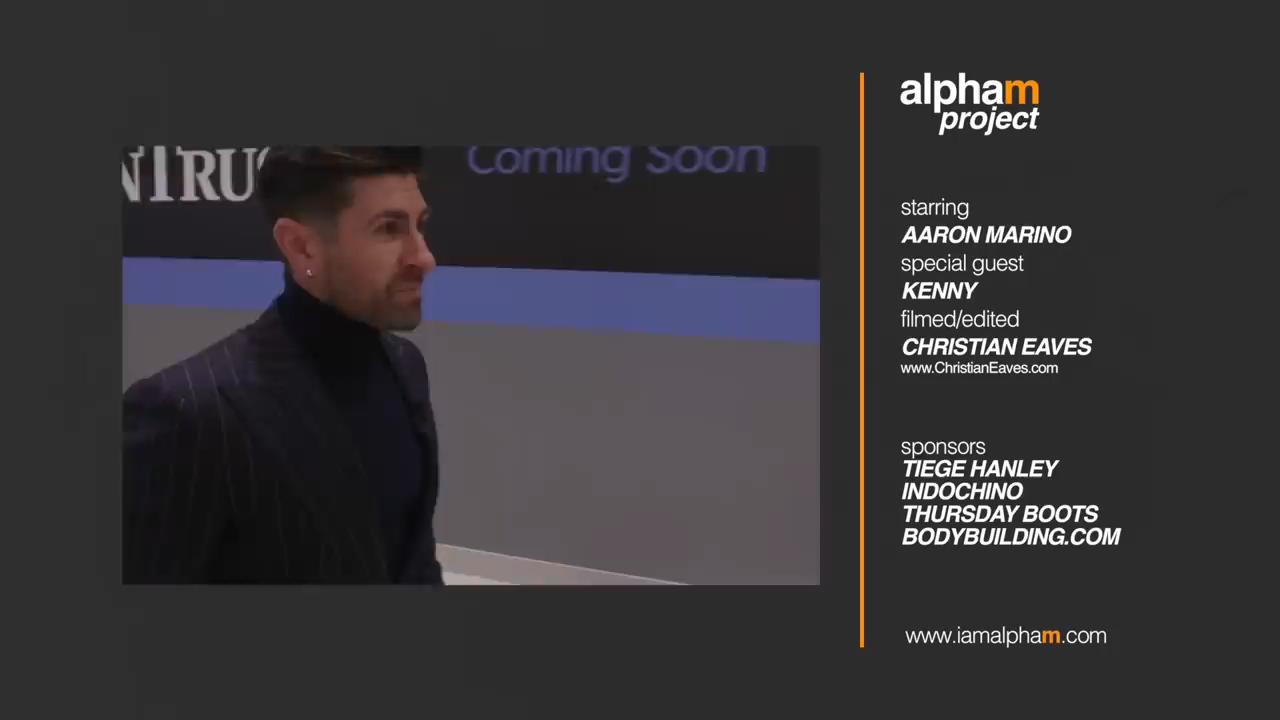 Coming Soon
alpham
project
starring
AARON MARINO
special guest
KENNY
filmed/edited
CHRISTIAN EAVES
www.ChristianEaves.com
sponsors
TIEGE HANLEY
INDOCHINO
THURSDAY BOOTS
BODYBUILDING.COM
www.iamalpham.com